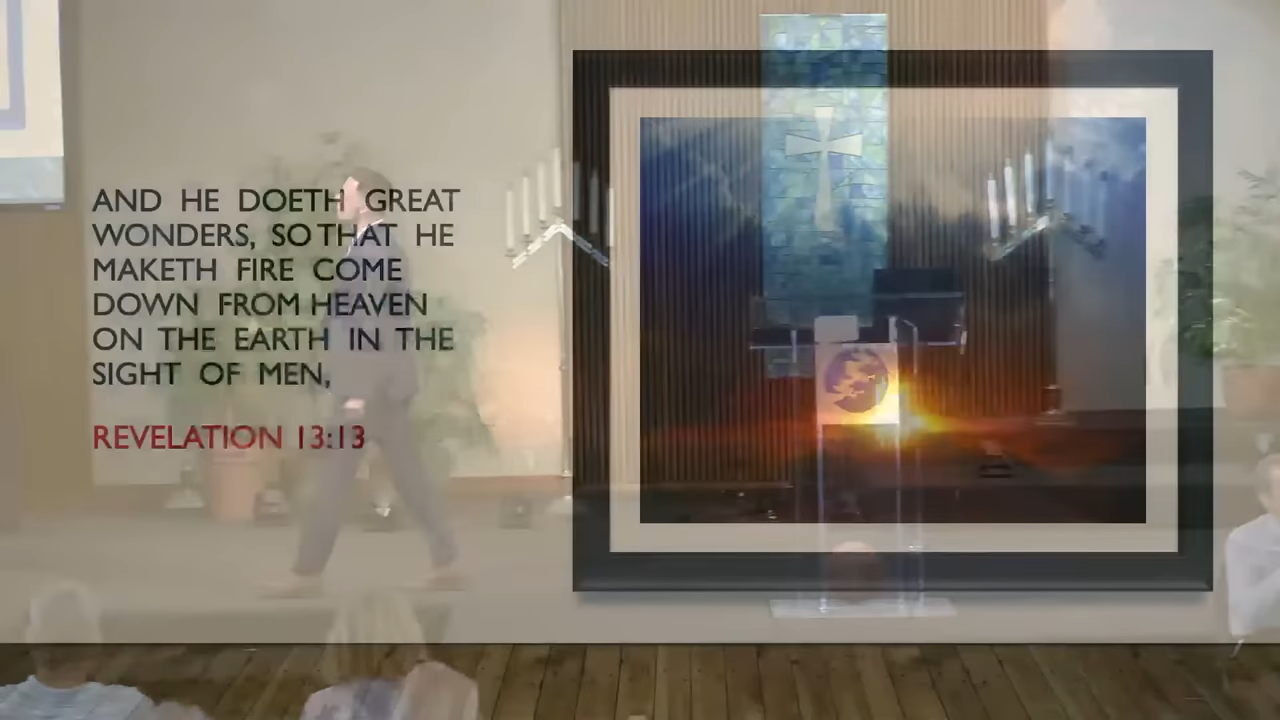 AND HE DOETH GREAT
WONDERS, SO THAT HE
MAKETH FIRE COME
DOWN FROM HEAVEN
ON THE EARTH IN THE
SIGHT OF MEN,
REVELATION 13:13